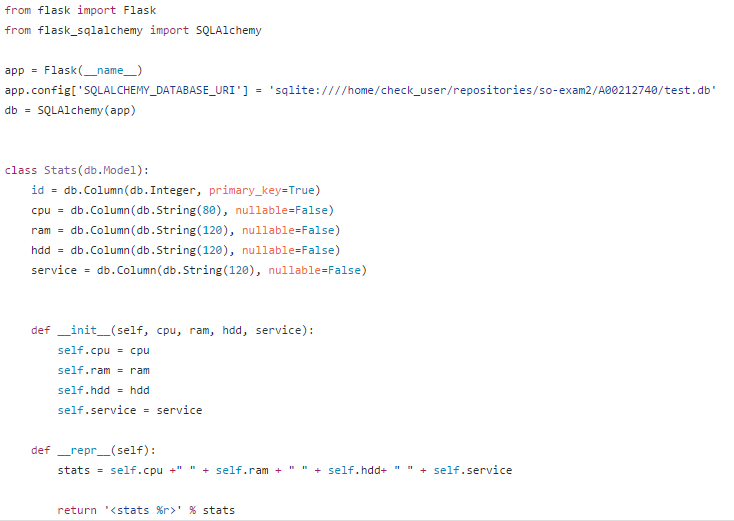 from flask import Flask
from flask_sqlalchemy import SQLAlchemy
app = Flask(__name__)
app.config['SQLALCHEMY_DATABASE_URI'] = 'sqlite:////home/check_user/repositories/so-exam2/A00212740/test.db'
db = SQLAlchemy(app)
class Stats(db.Model):
    id = db.Column(db.Integer, primary_key=True)
    cpu = db.Column(db.String(80), nullable=False)
    ram = db.Column(db.String(120), nullable=False)
    hdd = db.Column(db.String(120), nullable=False)
    service = db.Column(db.String(120), nullable=False)
    def __init__(self, cpu, ram, hdd, service):
        self.cpu = cpu
        self.ram = ram
        self.hdd = hdd
        self.service = service
    def __repr__(self):
        stats = self.cpu +" " + self.ram + " " + self.hdd+ " " + self.service
        return '<stats %r>' % stats